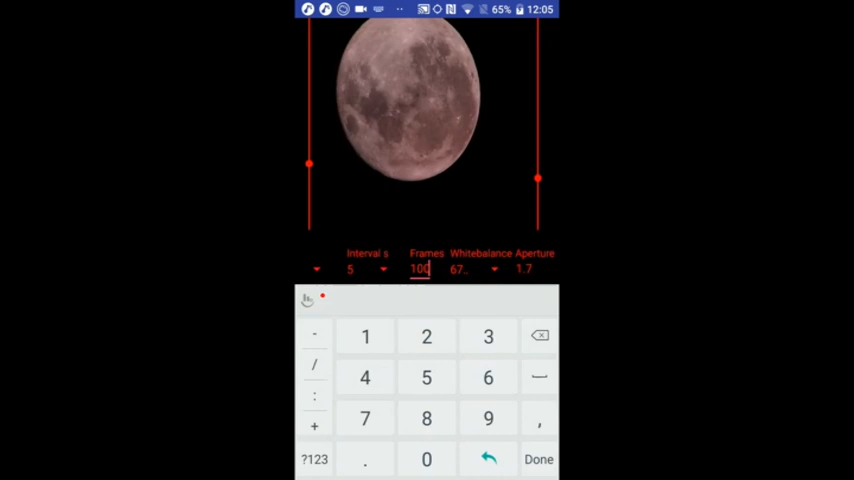 65% 12:05
Interval s Frames Whitebalance Aperture
5 100 67.. 1.7
- 1 2 3
/ 4 5 6
:
+ 7 8 9 ,
?123 . 0 Done